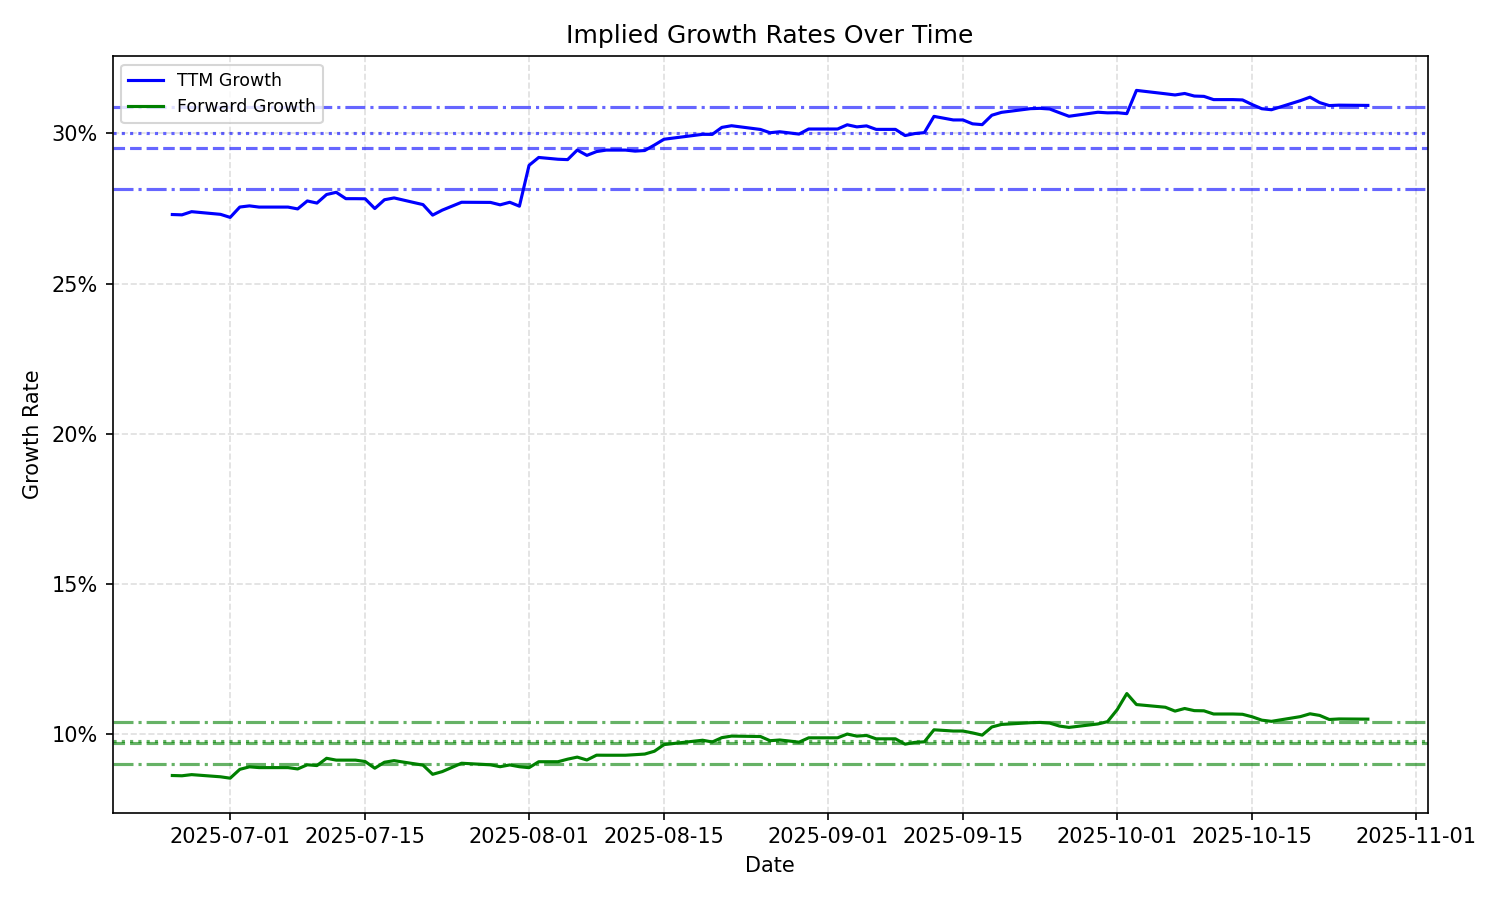 Implied Growth Rates Over Time
TTM Growth
Forward Growth
30%
25%
20%
15%
10%
Growth Rate
2025-07-01
2025-07-15
2025-08-01
2025-08-15
2025-09-01
2025-09-15
2025-10-01
2025-10-15
2025-11-01
Date